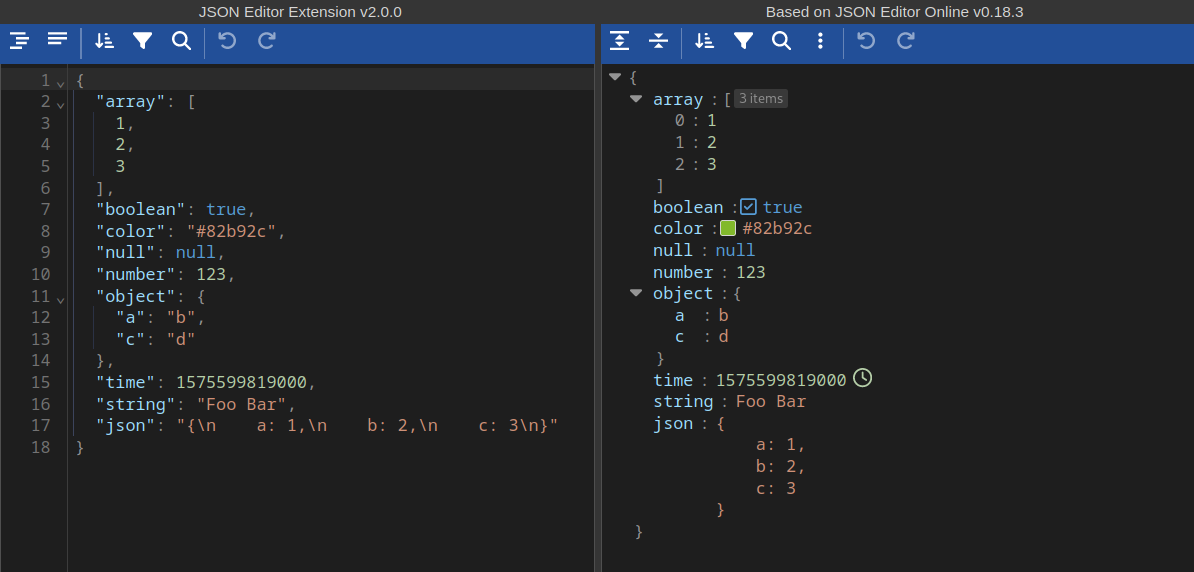 JSON Editor Extension v2.0.0
1 {
2 "array": [
3 1,
4 2,
5 3
6 ],
7 "boolean": true,
8 "color": "#82b92c",
9 "null": null,
10 "number": 123,
11 "object": {
12 "a": "b",
13 "c": "d"
14 },
15 "time": 1575599819000,
16 "string": "Foo Bar",
17 "json": "{\n    a: 1,\n    b: 2,\n    c: 3\n}"
18 }
Based on JSON Editor Online v0.18.3
{
array : [ 3 items
0 : 1
1 : 2
2 : 3
]
boolean : true
color : #82b92c
null : null
number : 123
object : {
a : b
c : d
}
time : 1575599819000
string : Foo Bar
json : {
a: 1,
b: 2,
c: 3
}
}